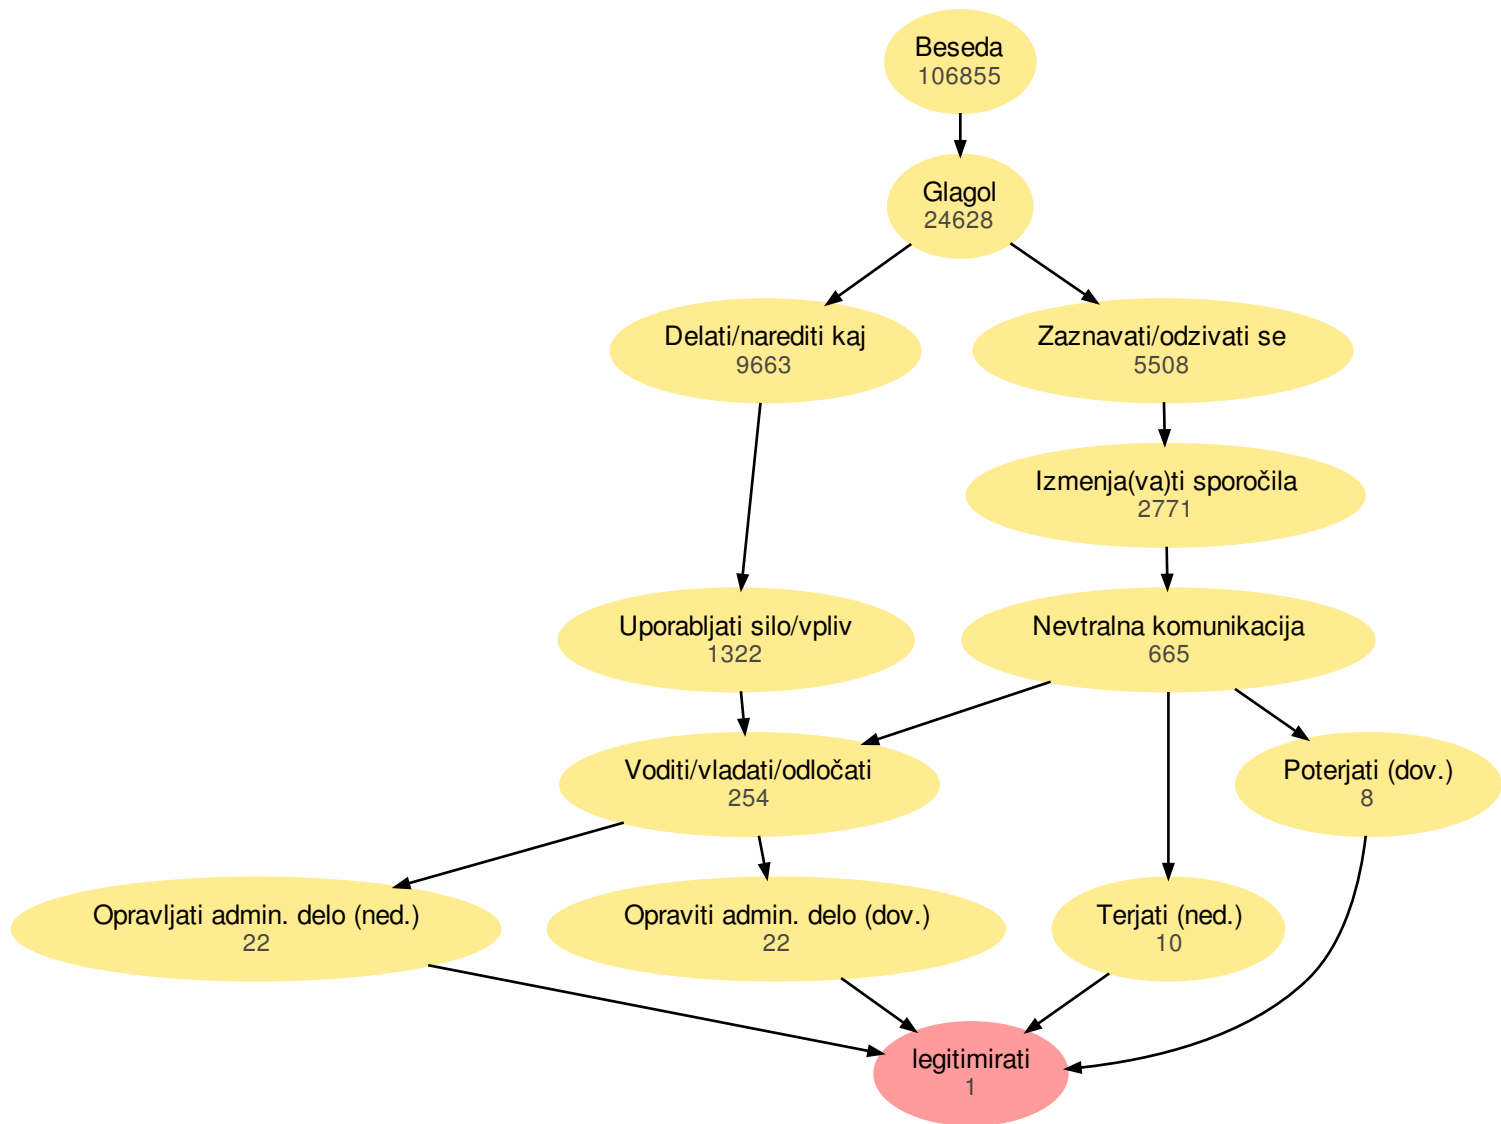 Beseda
106855
Glagol
24628
Delati/narediti kaj
9663
Zaznavati/odzivati se
5508
Izmenja(va)ti sporočila
2771
Uporabljati silo/vpliv
1322
Nevtralna komunikacija
665
Voditi/vladati/odločati
254
Poterjati (dov.)
8
Opravljati admin. delo (ned.)
22
Opraviti admin. delo (dov.)
22
Terjati (ned.)
10
legitimirati
1